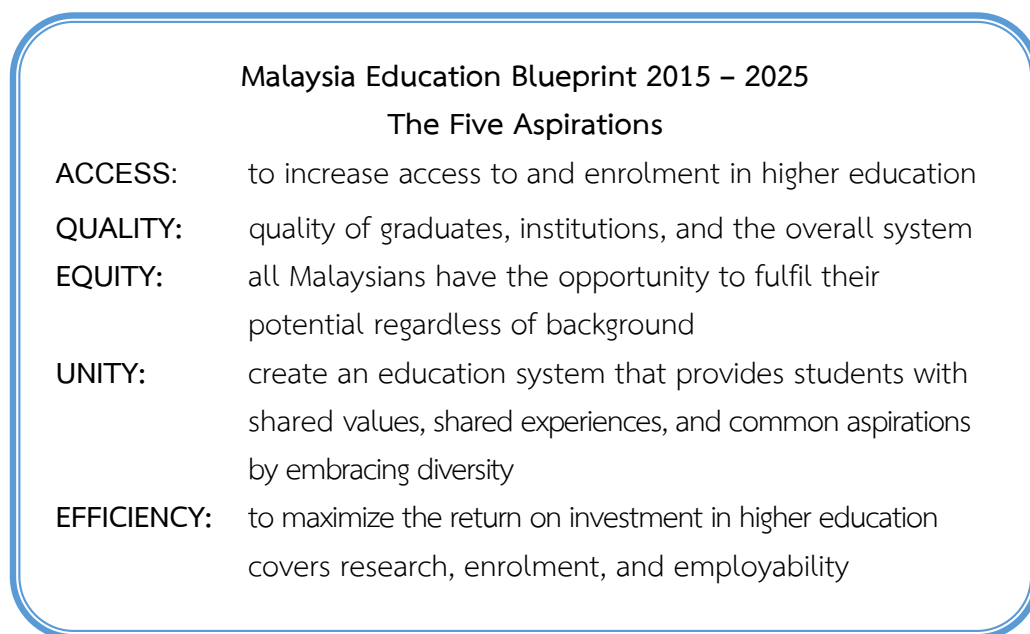 Malaysia Education Blueprint 2015 – 2025
The Five Aspirations
ACCESS: to increase access to and enrolment in higher education
QUALITY: quality of graduates, institutions, and the overall system
EQUITY: all Malaysians have the opportunity to fulfil their
potential regardless of background
UNITY: create an education system that provides students with
shared values, shared experiences, and common aspirations
by embracing diversity
EFFICIENCY: to maximize the return on investment in higher education
covers research, enrolment, and employability